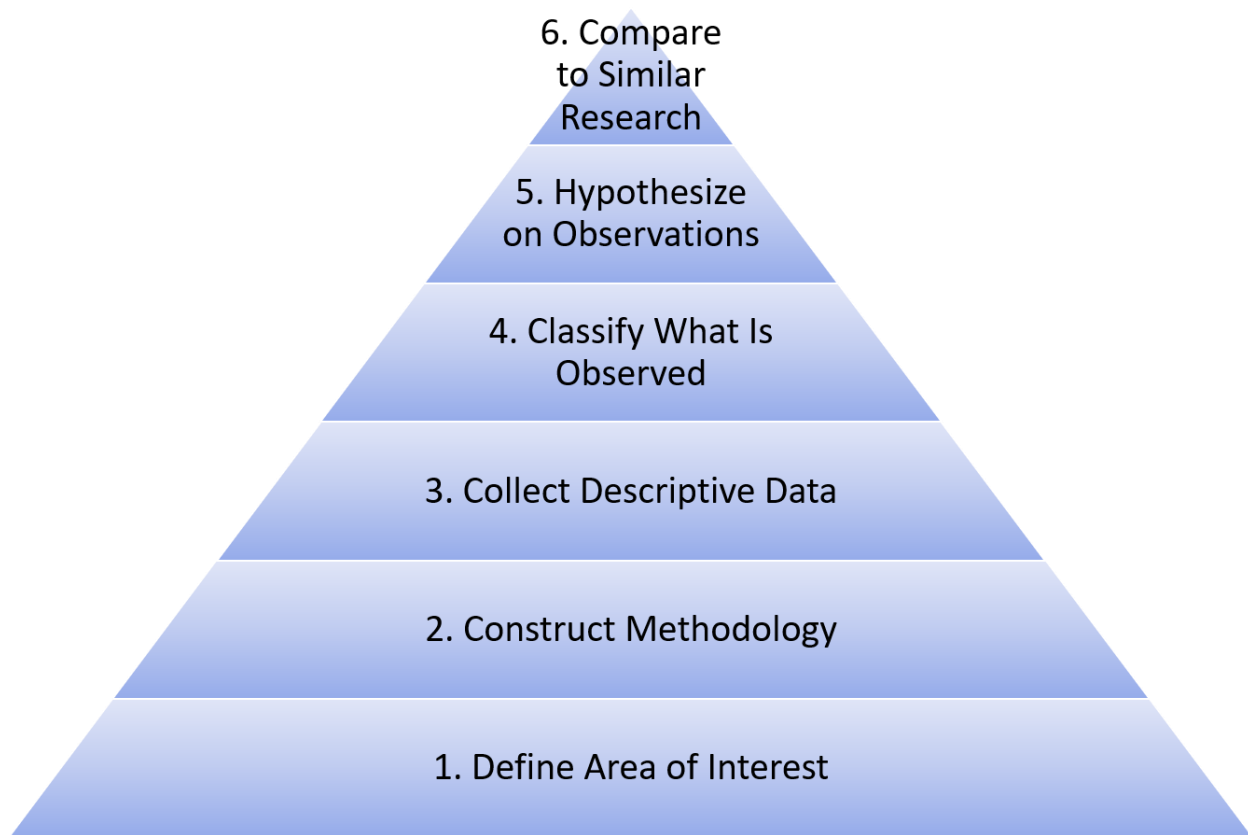 6. Compare
to Similar
Research
5. Hypothesize
on Observations
4. Classify What Is
Observed
3. Collect Descriptive Data
2. Construct Methodology
1. Define Area of Interest